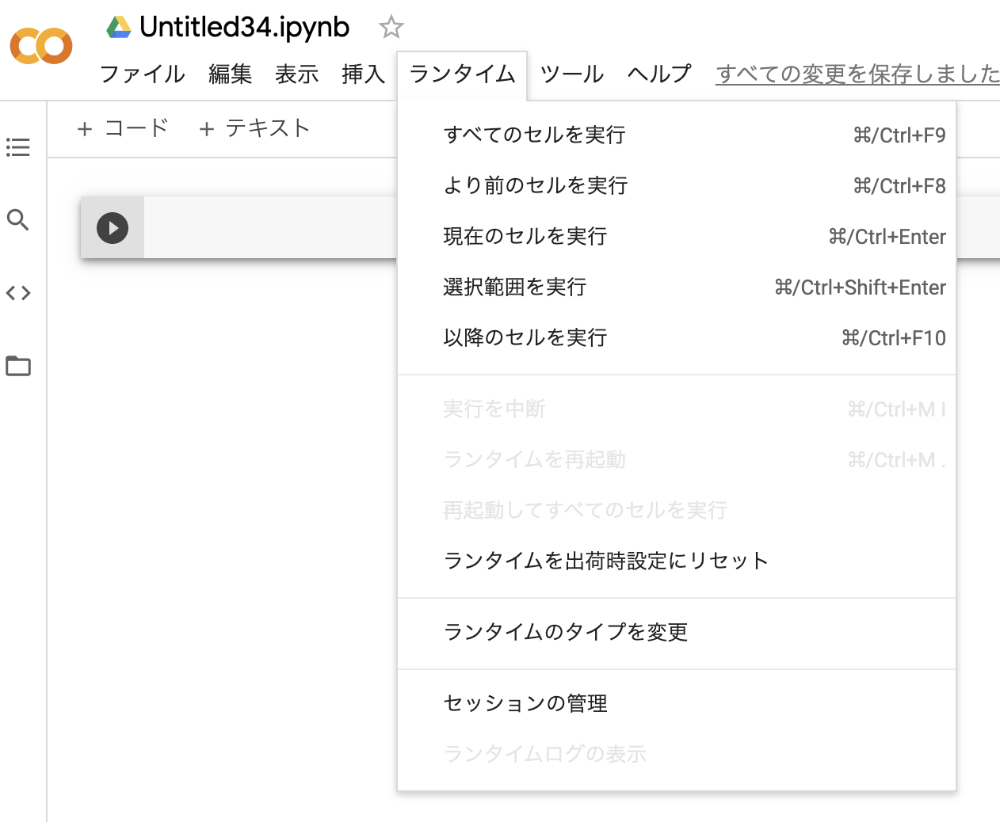 Untitled34.ipynb
ファイル 編集 表示 挿入 ランタイム ツール ヘルプ すべての変更を保存しました
+ コード + テキスト
すべてのセルを実行 ⌘/Ctrl+F9
より前のセルを実行 ⌘/Ctrl+F8
現在のセルを実行 ⌘/Ctrl+Enter
選択範囲を実行 ⌘/Ctrl+Shift+Enter
以降のセルを実行 ⌘/Ctrl+F10
実行を中断 ⌘/Ctrl+M I
ランタイムを再起動 ⌘/Ctrl+M .
再起動してすべてのセルを実行
ランタイムを出荷時設定にリセット
ランタイムのタイプを変更
セッションの管理
ランタイムログの表示